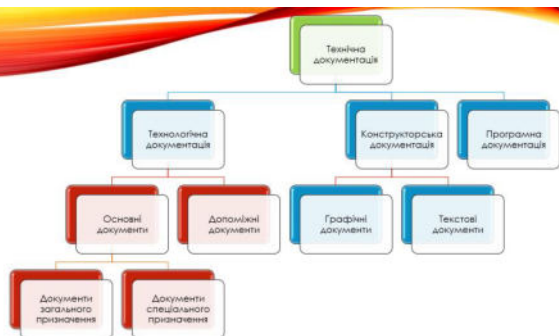 Технічна
документація
Технологічна
документація
Конструкторська
документація
Програмна
документація
Основні
документи
Допоміжні
документи
Графічні
документи
Текстові
документи
Документи
загального
призначення
Документи
спеціального
призначення